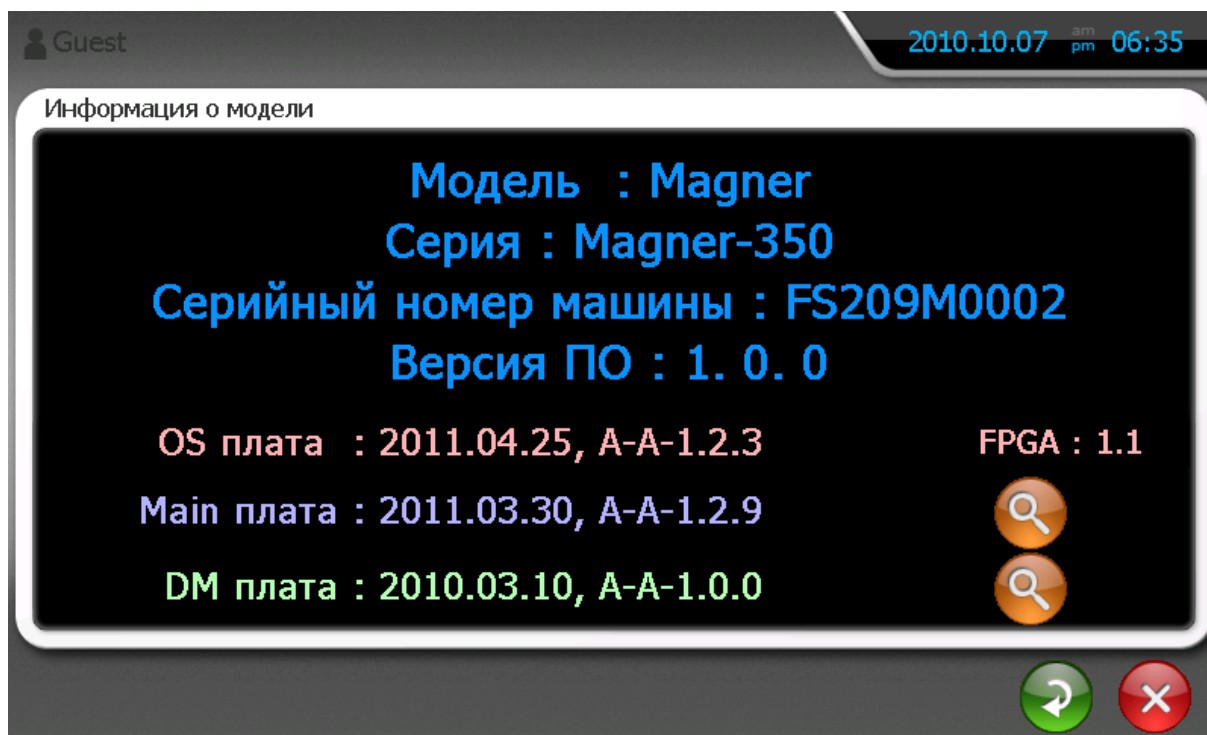 Guest
2010.10.07 am pm 06:35
Информация о модели
Модель : Magner
Серия : Magner-350
Серийный номер машины : FS209M0002
Версия ПО : 1. 0. 0
OS плата : 2011.04.25, A-A-1.2.3 FPGA : 1.1
Main плата : 2011.03.30, A-A-1.2.9
DM плата : 2010.03.10, A-A-1.0.0